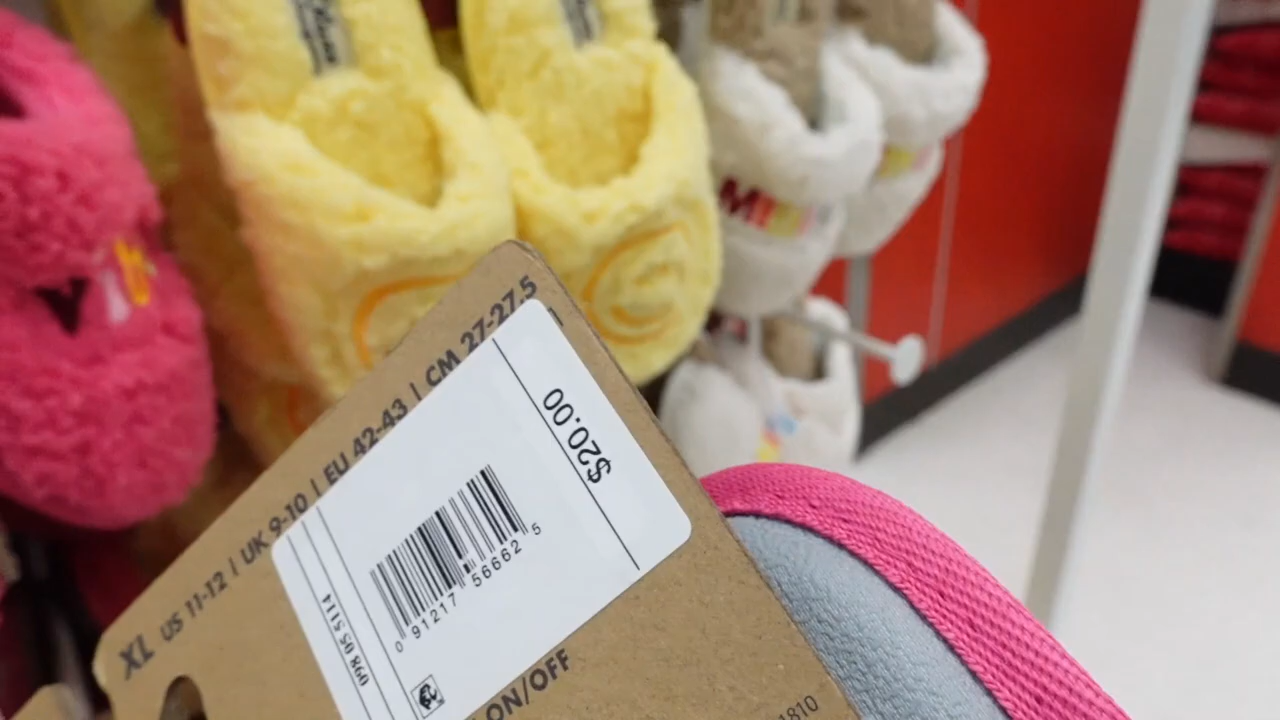 XL US 11-12 | UK 9-10 | EU 42-43 | CM 27-27.5
$20.00
0 91217 56662 5
098 05 5114
ON/OFF
1810